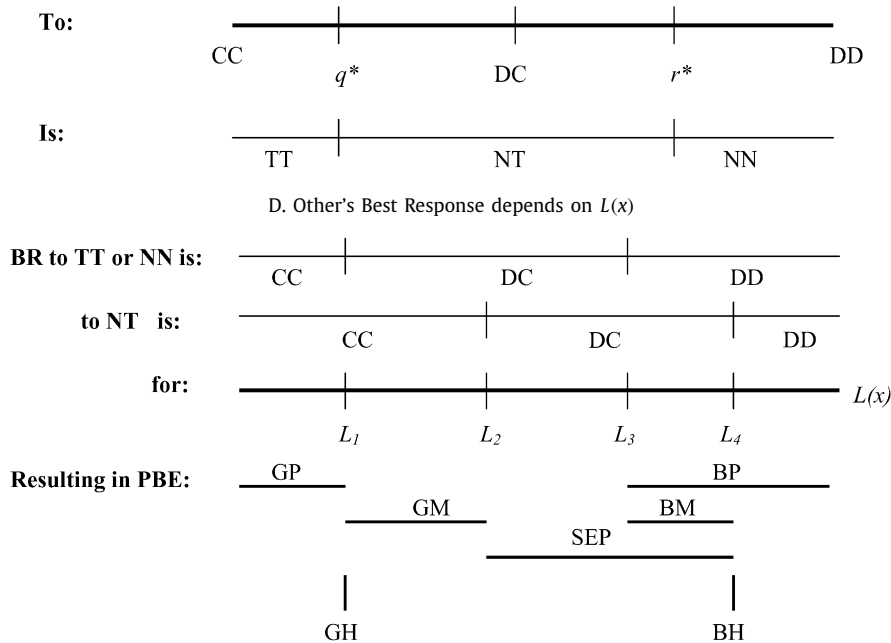 To:
CC q* DC r* DD
Is:
TT NT NN
D. Other's Best Response depends on L(x)
BR to TT or NN is:
CC DC DD
to NT is:
CC DC DD
for:
L(x)
L1 L2 L3 L4
Resulting in PBE:
GP BP
GM BM
SEP
GH BH